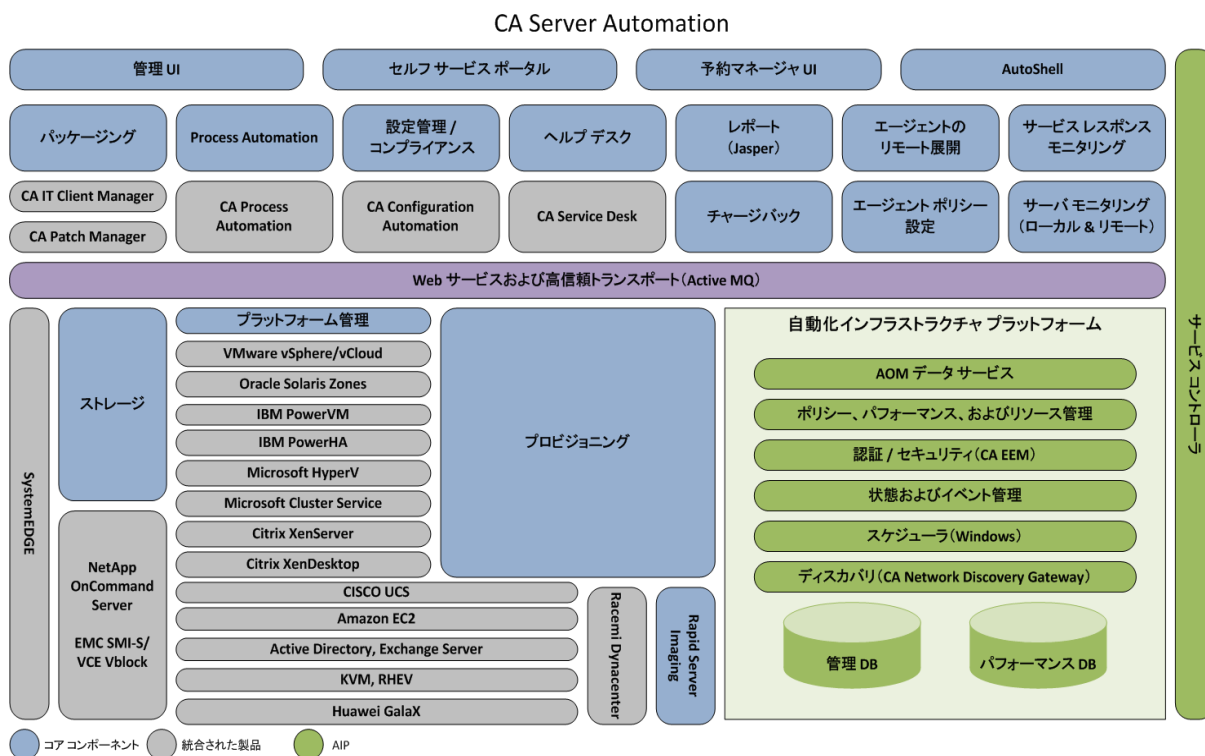 CA Server Automation
管理 UI
セルフ サービス ポータル
予約マネージャ UI
AutoShell
パッケージング
Process Automation
設定管理 /
コンプライアンス
ヘルプ デスク
レポート
(Jasper)
エージェントの
リモート展開
サービス レスポンス
モニタリング
CA IT Client Manager
CA Patch Manager
CA Process
Automation
CA Configuration
Automation
CA Service Desk
チャージバック
エージェント ポリシー
設定
サーバ モニタリング
(ローカル & リモート)
Web サービスおよび高信頼トランスポート(Active MQ)
サービス コントローラ
SystemEDGE
ストレージ
NetApp
OnCommand
Server
EMC SMI-S/
VCE Vblock
プラットフォーム管理
VMware vSphere/vCloud
Oracle Solaris Zones
IBM PowerVM
IBM PowerHA
Microsoft HyperV
Microsoft Cluster Service
Citrix XenServer
Citrix XenDesktop
CISCO UCS
Amazon EC2
Active Directory, Exchange Server
KVM, RHEV
Huawei GalaX
プロビジョニング
Racemi Dynacenter
Rapid Server
Imaging
自動化インフラストラクチャ プラットフォーム
AOM データ サービス
ポリシー、パフォーマンス、およびリソース管理
認証 / セキュリティ(CA EEM)
状態およびイベント管理
スケジューラ(Windows)
ディスカバリ(CA Network Discovery Gateway)
管理 DB
パフォーマンス DB
コア コンポーネント
統合された製品
AIP